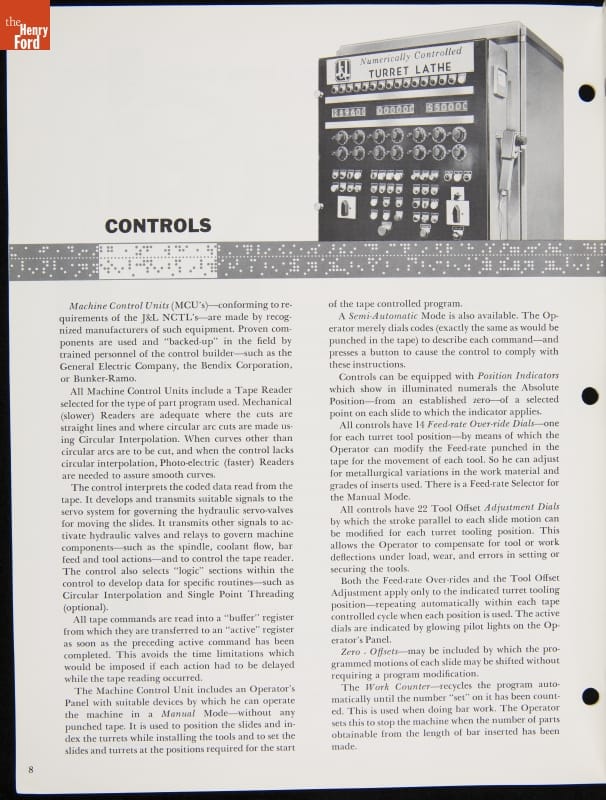 the
Henry
Ford
J&L
Numerically Controlled
TURRET LATHE
CONTROLS
Machine Control Units (MCU's)—conforming to re-
quirements of the J&L NCTL's—are made by recog-
nized manufacturers of such equipment. Proven com-
ponents are used and "backed-up" in the field by
trained personnel of the control builder—such as the
General Electric Company, the Bendix Corporation,
or Bunker-Ramo.
All Machine Control Units include a Tape Reader
selected for the type of part program used. Mechanical
(slower) Readers are adequate where the cuts are
straight lines and where circular arc cuts are made us-
ing Circular Interpolation. When curves other than
circular arcs are to be cut, and when the control lacks
circular interpolation, Photo-electric (faster) Readers
are needed to assure smooth curves.
The control interprets the coded data read from the
tape. It develops and transmits suitable signals to the
servo system for governing the hydraulic servo-valves
for moving the slides. It transmits other signals to ac-
tivate hydraulic valves and relays to govern machine
components—such as the spindle, coolant flow, bar
feed and tool actions—and to control the tape reader.
The control also selects "logic" sections within the
control to develop data for specific routines—such as
Circular Interpolation and Single Point Threading
(optional).
All tape commands are read into a "buffer" register
from which they are transferred to an "active" register
as soon as the preceding active command has been
completed. This avoids the time limitations which
would be imposed if each action had to be delayed
while the tape reading occurred.
The Machine Control Unit includes an Operator's
Panel with suitable devices by which he can operate
the machine in a Manual Mode—without any
punched tape. It is used to position the slides and in-
dex the turrets while installing the tools and to set the
slides and turrets at the positions required for the start
of the tape controlled program.
A Semi-Automatic Mode is also available. The Op-
erator merely dials codes (exactly the same as would be
punched in the tape) to describe each command—and
presses a button to cause the control to comply with
these instructions.
Controls can be equipped with Position Indicators
which show in illuminated numerals the Absolute
Position—from an established zero—of a selected
point on each slide to which the indicator applies.
All controls have 14 Feed-rate Over-ride Dials—one
for each turret tool position—by means of which the
Operator can modify the Feed-rate punched in the
tape for the movement of each tool. So he can adjust
for metallurgical variations in the work material and
grades of inserts used. There is a Feed-rate Selector for
the Manual Mode.
All controls have 22 Tool Offset Adjustment Dials
by which the stroke parallel to each slide motion can
be modified for each turret tooling position. This
allows the Operator to compensate for tool or work
deflections under load, wear, and errors in setting or
securing the tools.
Both the Feed-rate Over-rides and the Tool Offset
Adjustment apply only to the indicated turret tooling
position—repeating automatically within each tape
controlled cycle when each position is used. The active
dials are indicated by glowing pilot lights on the Op-
erator's Panel.
Zero - Offsets—may be included by which the pro-
grammed motions of each slide may be shifted without
requiring a program modification.
The Work Counter—recycles the program auto-
matically until the number "set" on it has been count-
ed. This is used when doing bar work. The Operator
sets this to stop the machine when the number of parts
obtainable from the length of bar inserted has been
made.
8